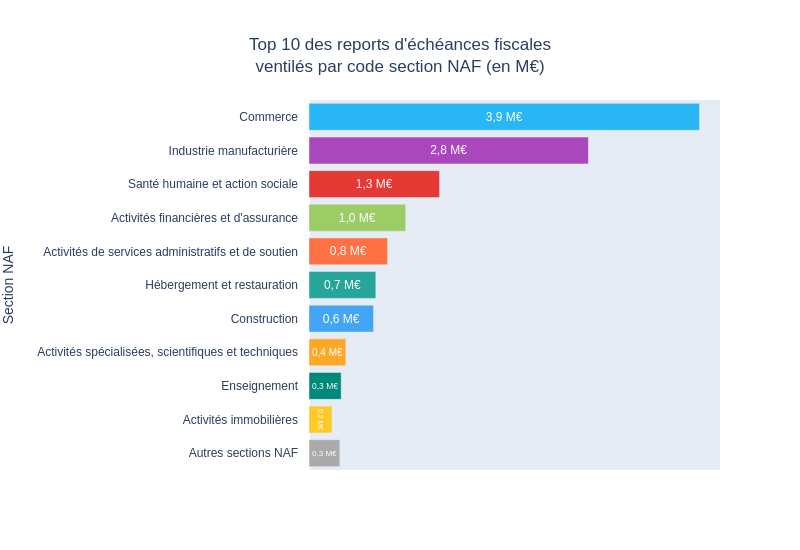 Top 10 des reports d'échéances fiscales
ventilés par code section NAF (en M€)
Section NAF
Commerce 3,9 M€
Industrie manufacturière 2,8 M€
Santé humaine et action sociale 1,3 M€
Activités financières et d'assurance 1,0 M€
Activités de services administratifs et de soutien 0,8 M€
Hébergement et restauration 0,7 M€
Construction 0,6 M€
Activités spécialisées, scientifiques et techniques 0,4 M€
Enseignement 0,3 M€
Activités immobilières 0,2 M€
Autres sections NAF 0,3 M€